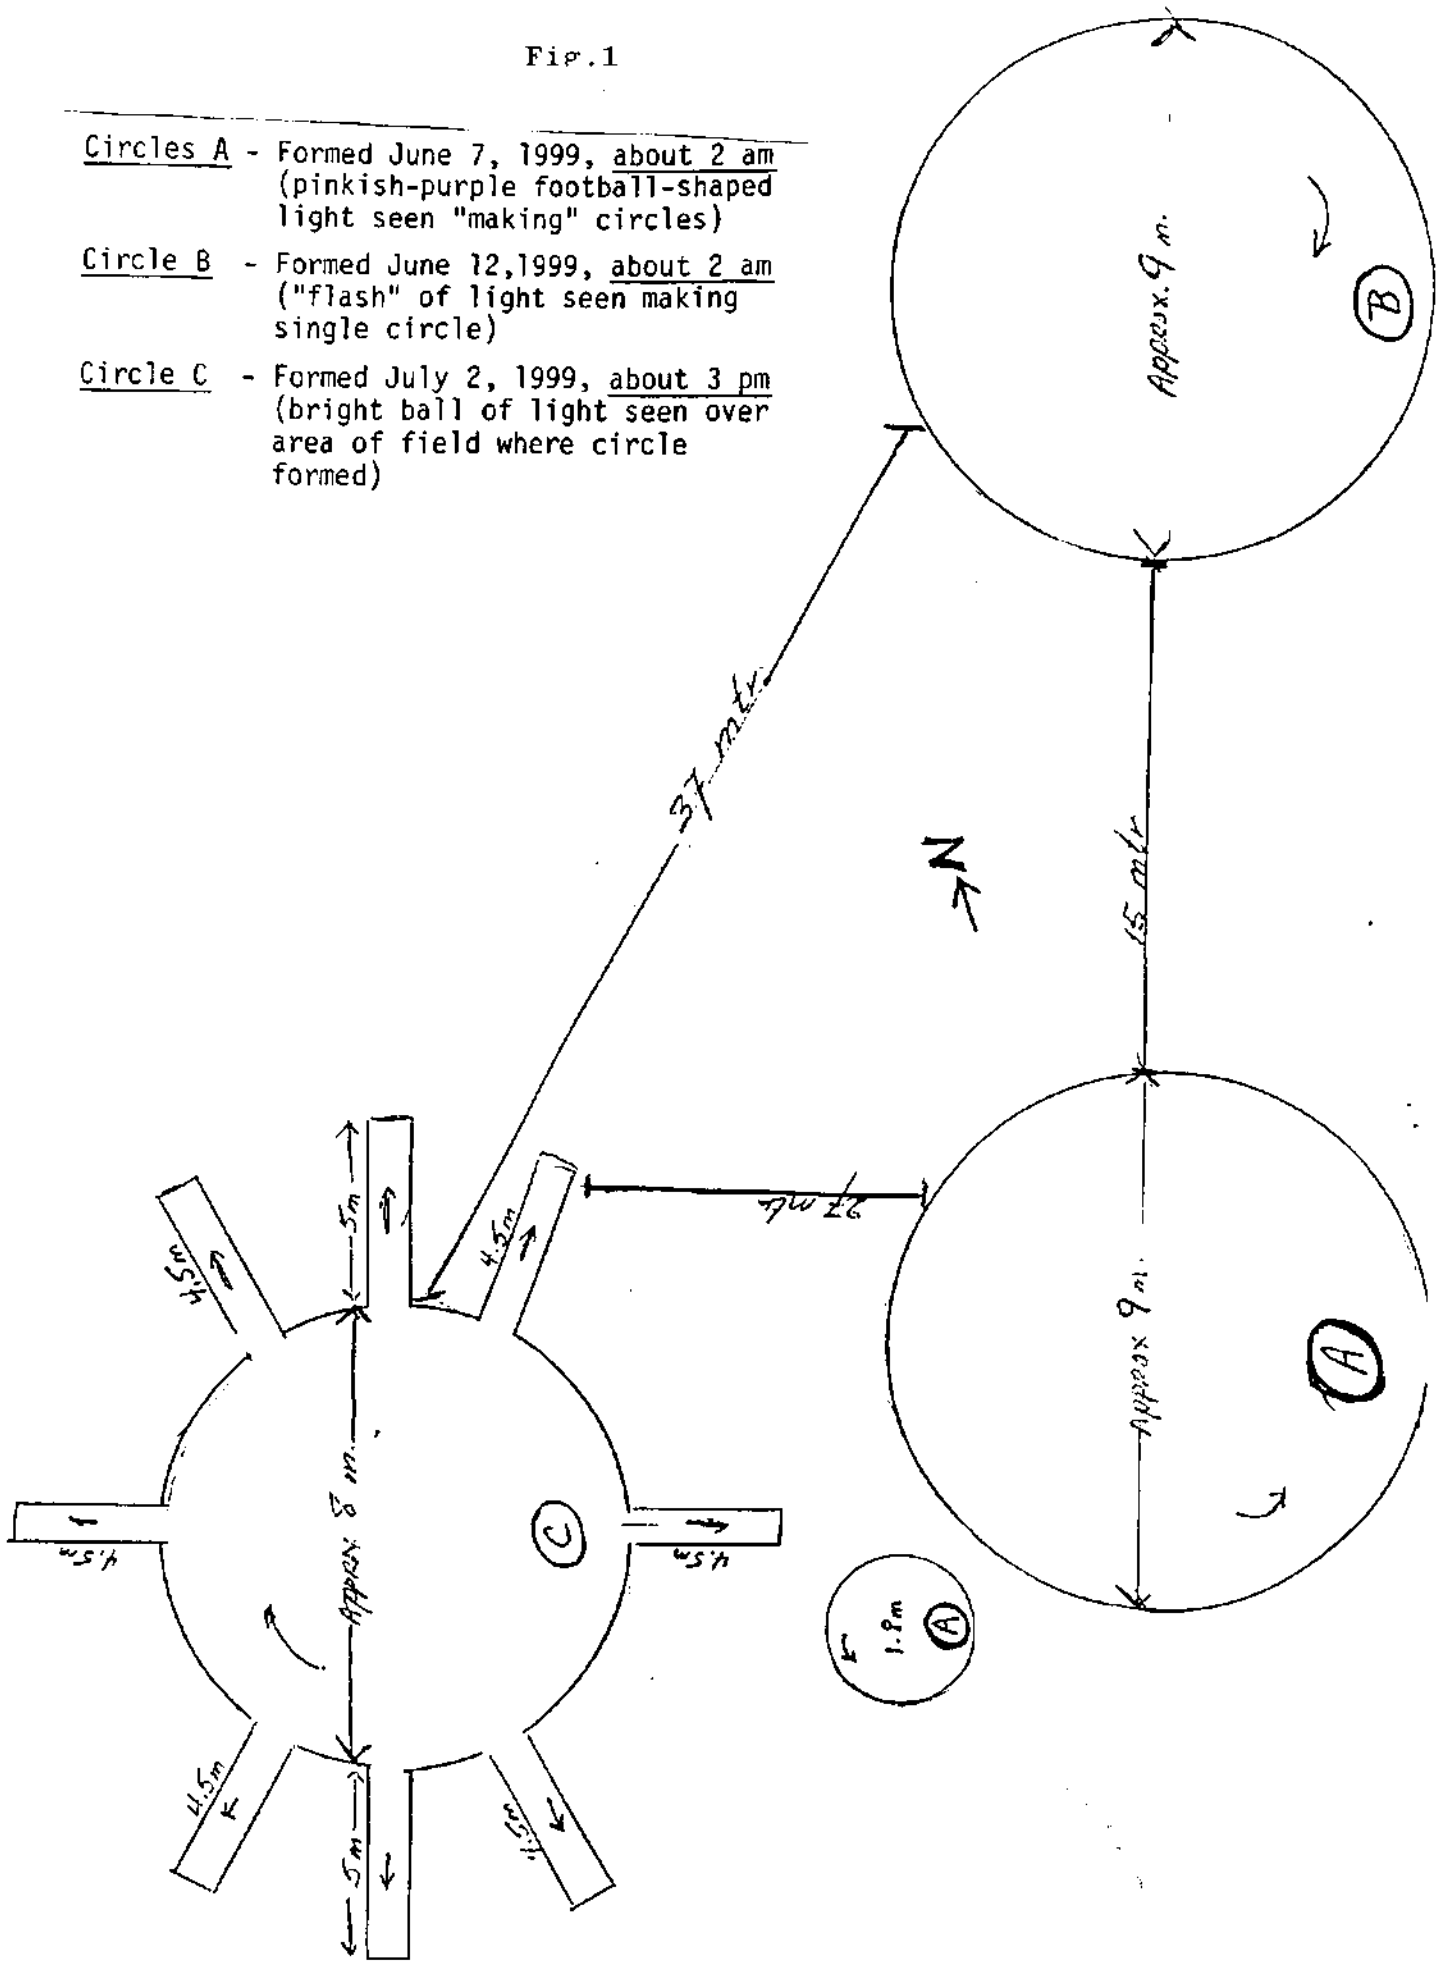 Fig.1
Circles A - Formed June 7, 1999, about 2 am
(pinkish-purple football-shaped
light seen "making" circles)
Circle B - Formed June 12,1999, about 2 am
("flash" of light seen making
single circle)
Circle C - Formed July 2, 1999, about 3 pm
(bright ball of light seen over
area of field where circle
formed)
Approx. 9 m.
B
37 mtr.
N
15 mtr
5m
4.5m
4.5m
27 mtr
Approx 9 m.
A
Approx 8 m.
C
4.5m
4.5m
1.8m
A
4.5m
5m
4.5m